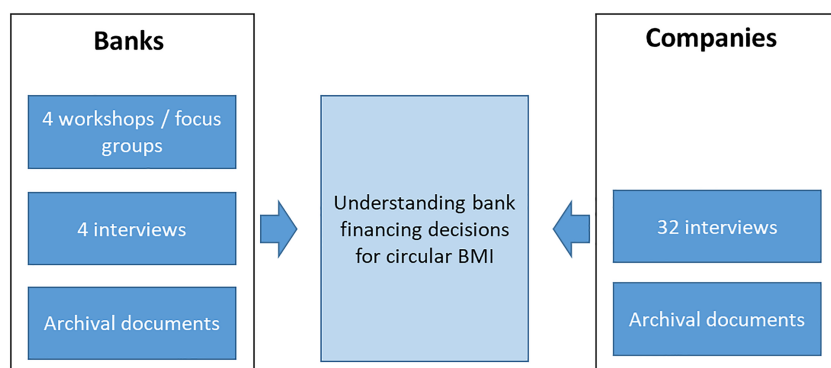 Banks
4 workshops / focus
groups
4 interviews
Archival documents
Understanding bank
financing decisions
for circular BMI
Companies
32 interviews
Archival documents